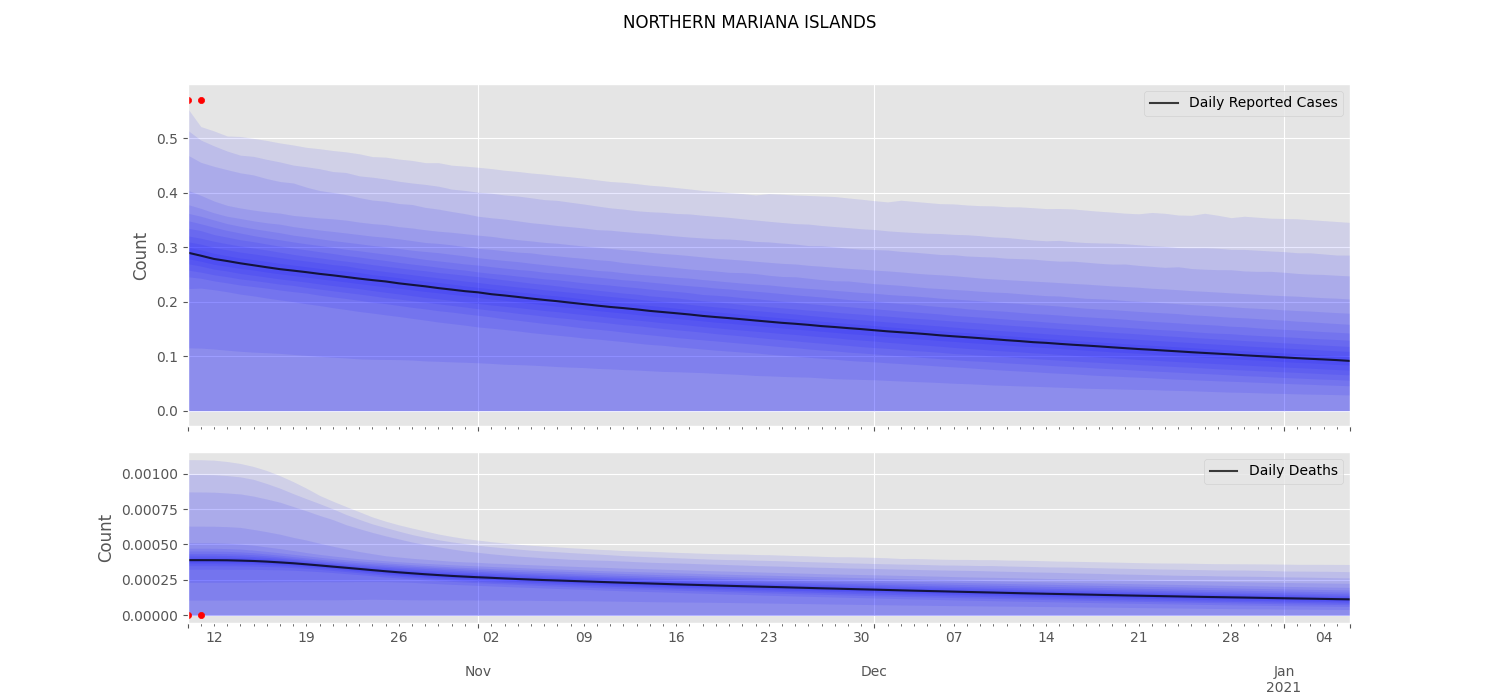 NORTHERN MARIANA ISLANDS
Daily Reported Cases
Count
0.5
0.4
0.3
0.2
0.1
0.0
Daily Deaths
Count
0.00100
0.00075
0.00050
0.00025
0.00000
12 19 26 02 09 16 23 30 07 14 21 28 04
Nov Dec Jan
2021